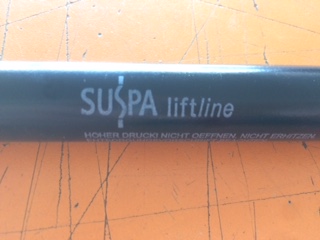 SUSPA liftline
HOHER DRUCK! NICHT OEFFNEN, NICHT ERHITZEN